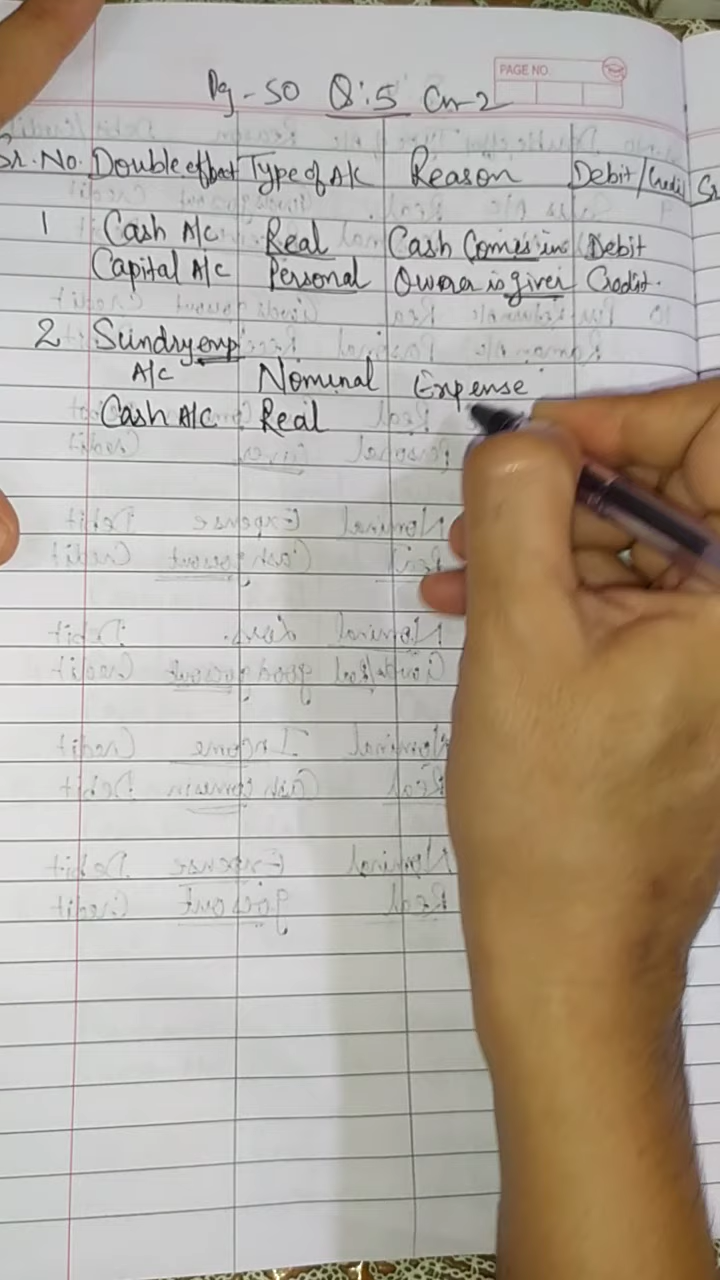 PAGE NO.
Pg - 50 Q:5 Ch-2
Sr. No. Double effect Type of A/c Reason Debit/Credit
1 Cash A/c Real Cash Comes in Debit
Capital A/c Personal Owner is giver Credit.
2 Sundry exp
A/c Nominal Expense
Cash A/c Real